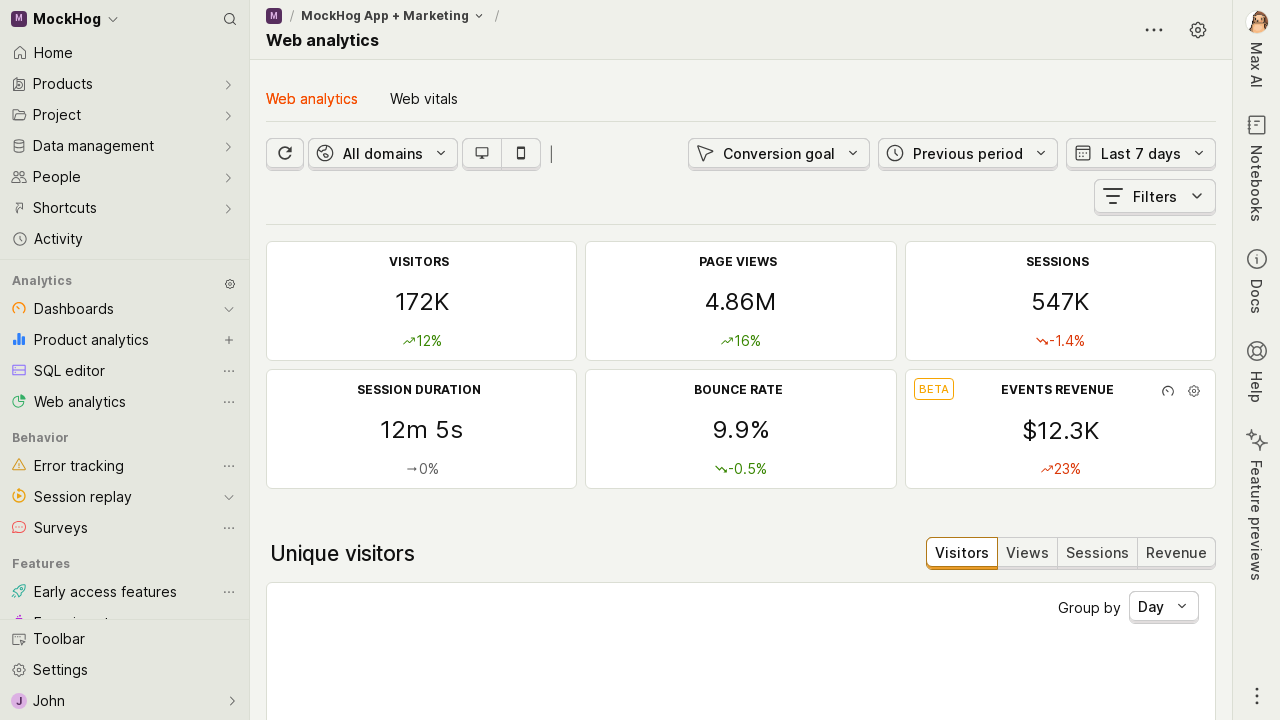 M MockHog
Home
Products
Project
Data management
People
Shortcuts
Activity
Analytics
Dashboards
Product analytics
SQL editor
Web analytics
Behavior
Error tracking
Session replay
Surveys
Features
Early access features
Toolbar
Settings
J John
M / MockHog App + Marketing /
Web analytics
Web analytics Web vitals
All domains Conversion goal Previous period Last 7 days
Filters
VISITORS
172K
12%
PAGE VIEWS
4.86M
16%
SESSIONS
547K
-1.4%
SESSION DURATION
12m 5s
0%
BOUNCE RATE
9.9%
-0.5%
BETA EVENTS REVENUE
$12.3K
23%
Unique visitors
Visitors Views Sessions Revenue
Group by Day
Max AI
Notebooks
Docs
Help
Feature previews